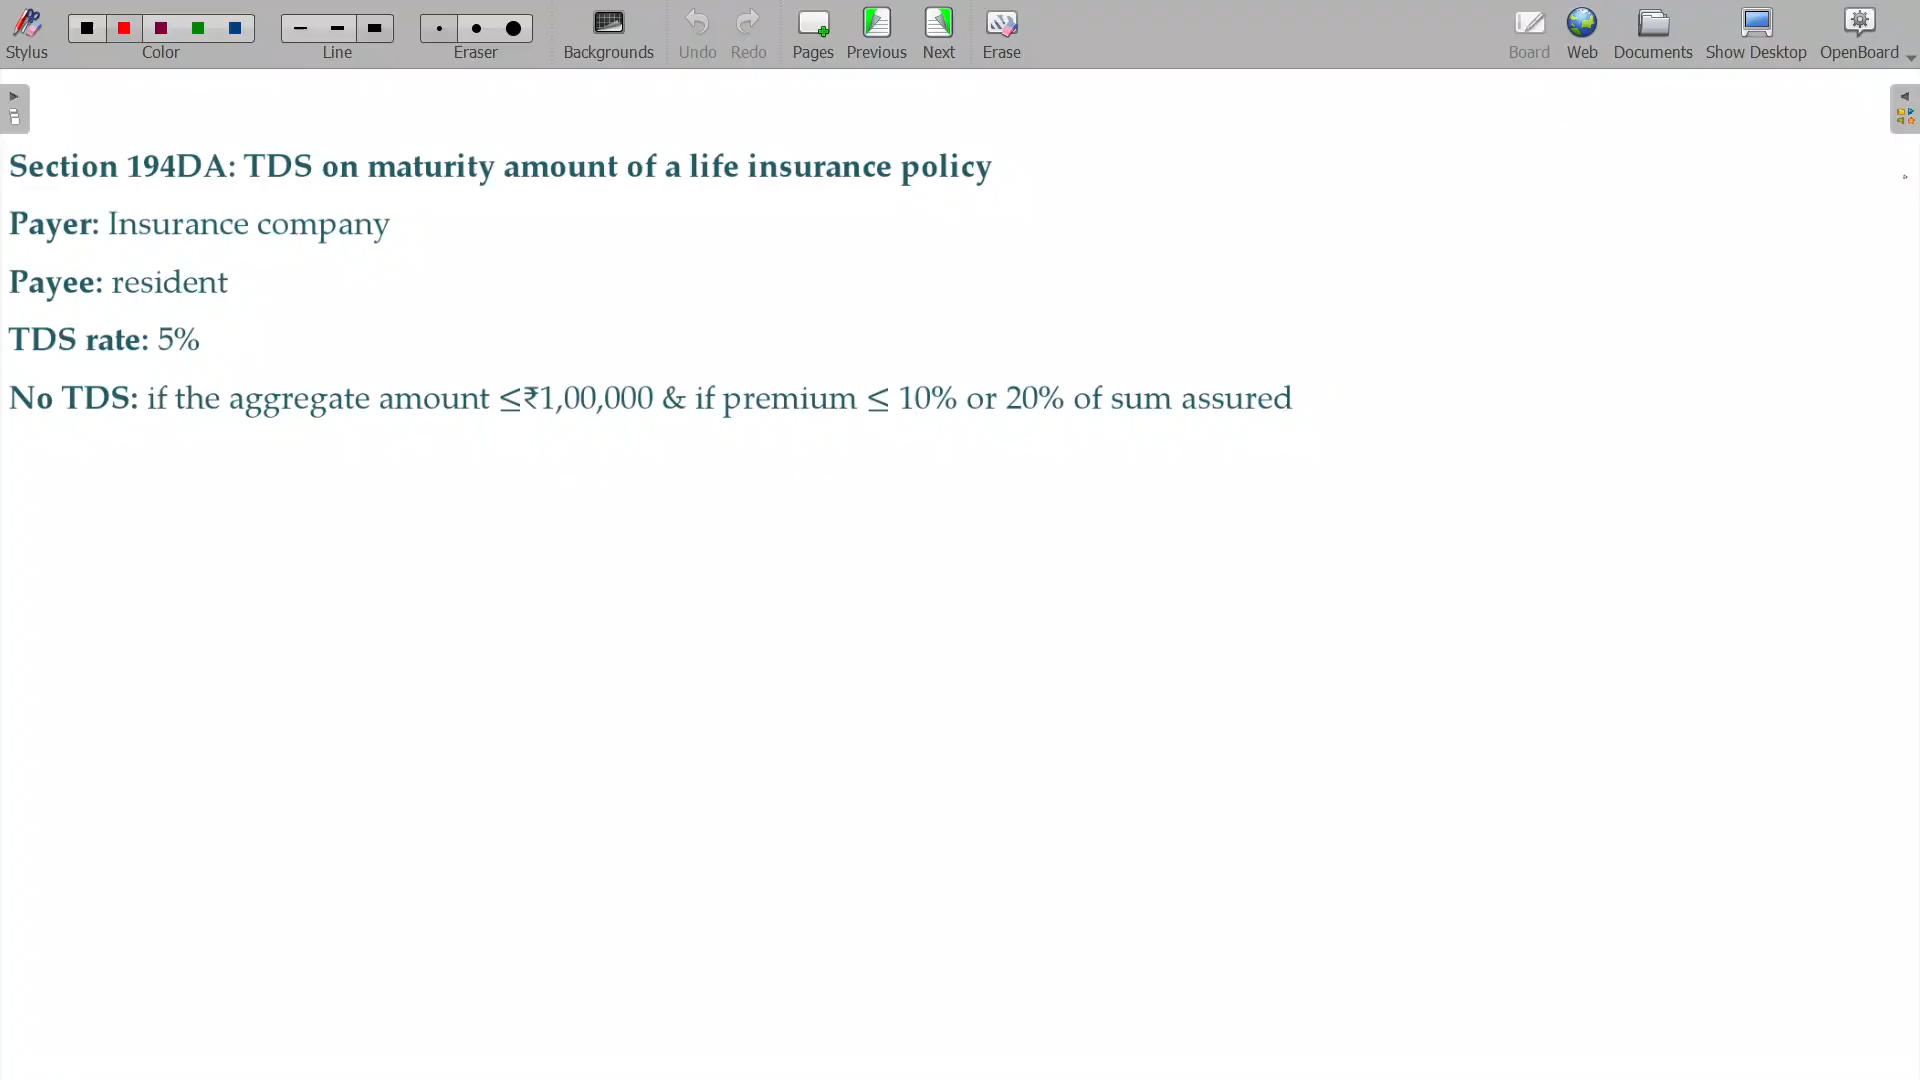 Stylus Color Line Eraser Backgrounds Undo Redo Pages Previous Next Erase Board Web Documents Show Desktop OpenBoard
Section 194DA: TDS on maturity amount of a life insurance policy
Payer: Insurance company
Payee: resident
TDS rate: 5%
No TDS: if the aggregate amount ≤₹1,00,000 & if premium ≤ 10% or 20% of sum assured